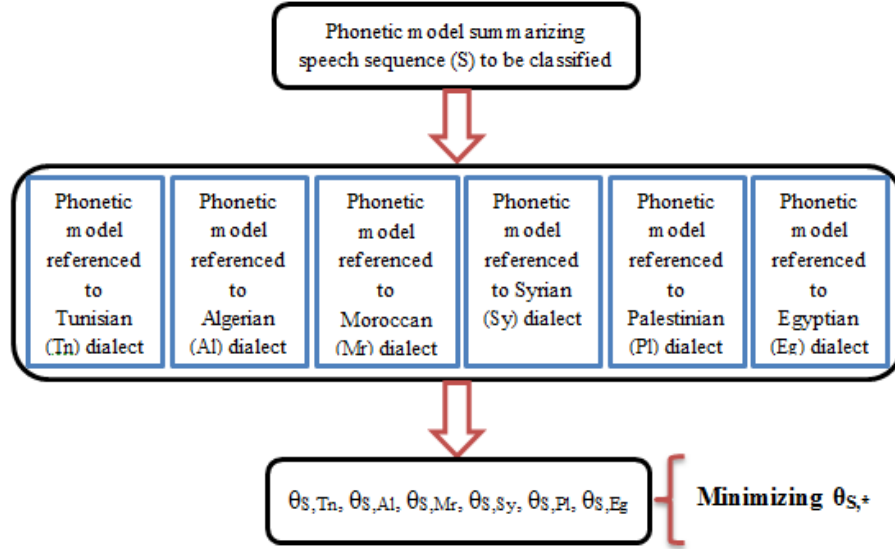 Phonetic model summarizing
speech sequence (S) to be classified
Phonetic
model
referenced
to
Tunisian
(Tn) dialect
Phonetic
model
referenced
to
Algerian
(Al) dialect
Phonetic
model
referenced
to
Moroccan
(Mr) dialect
Phonetic
model
referenced
to Syrian
(Sy) dialect
Phonetic
model
referenced
to
Palestinian
(Pl) dialect
Phonetic
model
referenced
to
Egyptian
(Eg) dialect
θS,Tn, θS,Al, θS,Mr, θS,Sy, θS,Pl, θS,Eg
Minimizing θS,*